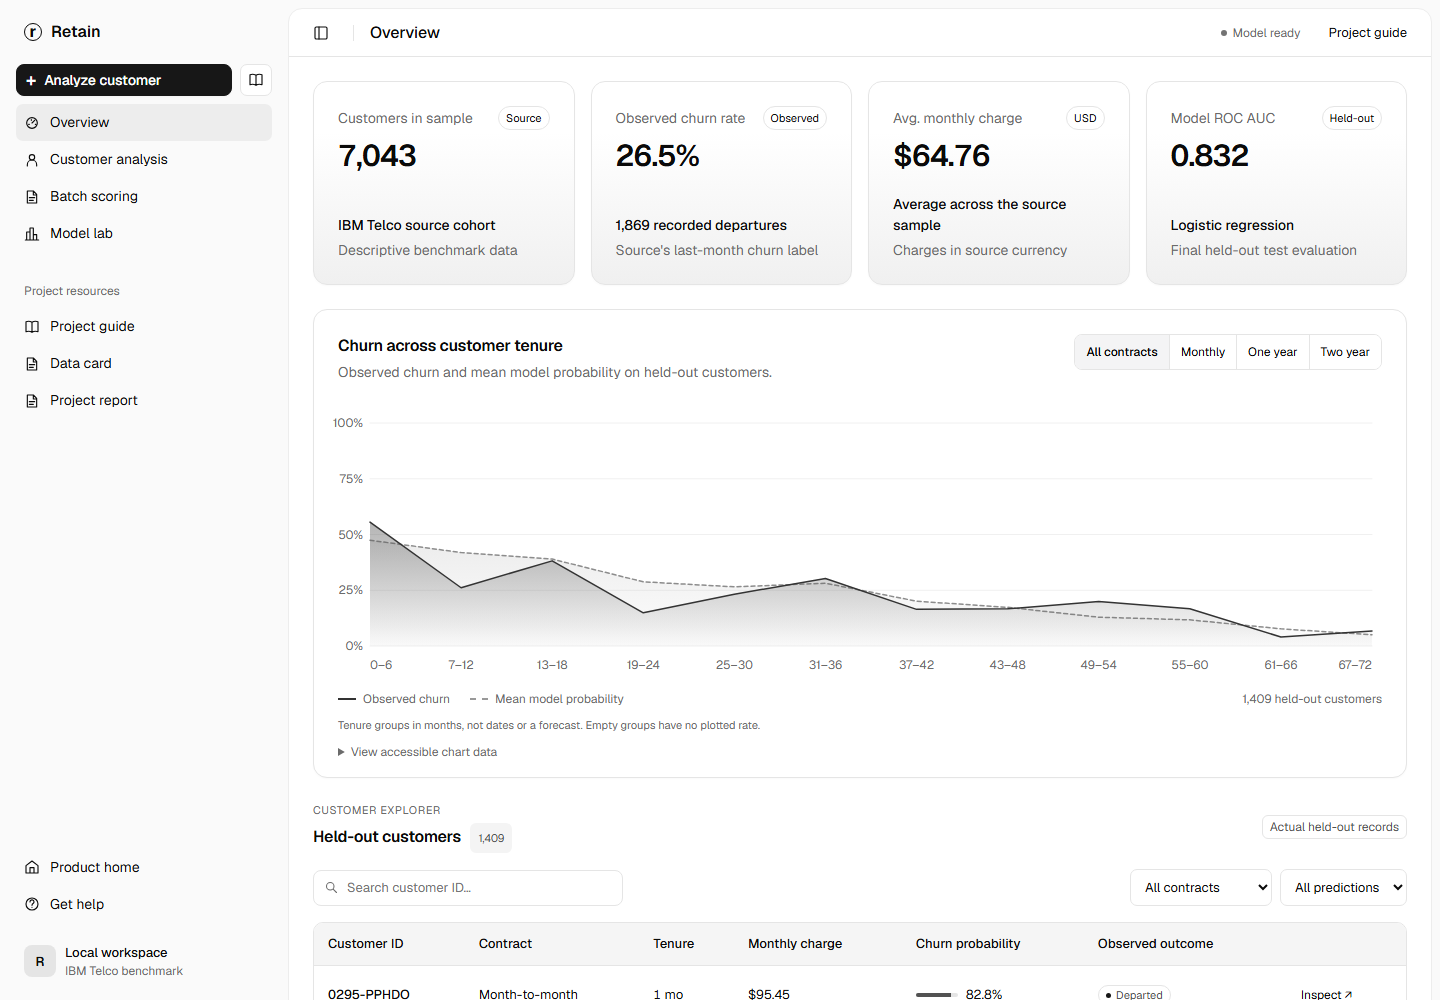 r Retain
+ Analyze customer
Overview
Customer analysis
Batch scoring
Model lab
Project resources
Project guide
Data card
Project report
Product home
Get help
R
Local workspace
IBM Telco benchmark
Overview
Model ready
Project guide
Customers in sample
Source
7,043
IBM Telco source cohort
Descriptive benchmark data
Observed churn rate
Observed
26.5%
1,869 recorded departures
Source's last-month churn label
Avg. monthly charge
USD
$64.76
Average across the source
sample
Charges in source currency
Model ROC AUC
Held-out
0.832
Logistic regression
Final held-out test evaluation
Churn across customer tenure
Observed churn and mean model probability on held-out customers.
All contracts
Monthly
One year
Two year
100%
75%
50%
25%
0%
0–6 7–12 13–18 19–24 25–30 31–36 37–42 43–48 49–54 55–60 61–66 67–72
Observed churn
Mean model probability
1,409 held-out customers
Tenure groups in months, not dates or a forecast. Empty groups have no plotted rate.
View accessible chart data
CUSTOMER EXPLORER
Held-out customers 1,409
Actual held-out records
Search customer ID...
All contracts
All predictions
Customer ID Contract Tenure Monthly charge Churn probability Observed outcome
0295-PPHDO Month-to-month 1 mo $95.45 82.8% Departed Inspect ↗